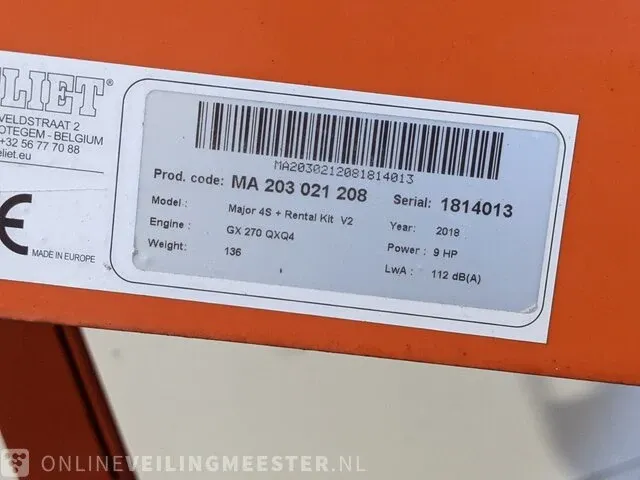 LIET®
VELDSTRAAT 2
OTEGEM - BELGIUM
+32 56 77 70 88
eliet.eu
CE
MADE IN EUROPE
MA2030212081814013
Prod. code: MA 203 021 208 Serial: 1814013
Model : Major 4S + Rental Kit V2 Year: 2018
Engine : GX 270 QXQ4 Power : 9 HP
Weight: 136 LwA : 112 dB(A)
ONLINEVEILINGMEESTER.NL